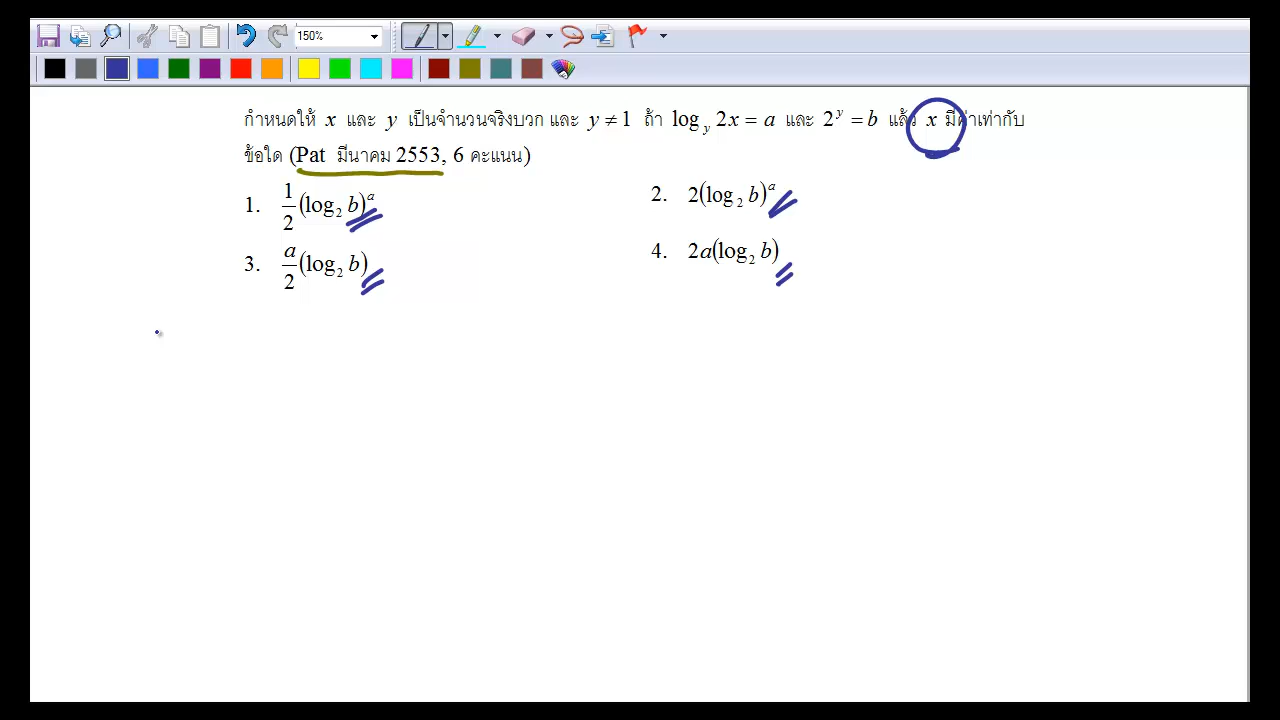 150%
กำหนดให้ x และ y เป็นจำนวนจริงบวก และ y ≠ 1 ถ้า log_y 2x = a และ 2^y = b แล้ว x มีค่าเท่ากับ
ข้อใด (Pat มีนาคม 2553, 6 คะแนน)
1. 1/2 (log_2 b)^a
2. 2(log_2 b)^a
3. a/2 (log_2 b)
4. 2a(log_2 b)